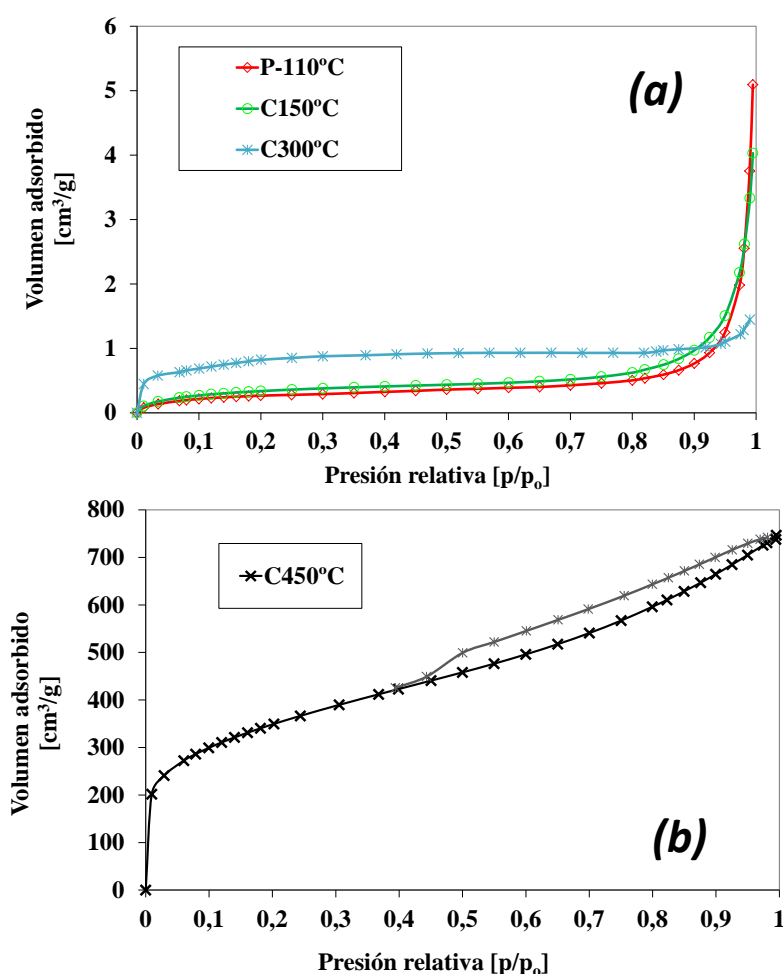 6
5
4
3
2
1
0
P-110ºC
C150ºC
C300ºC
(a)
Volumen adsorbido
[cm³/g]
0 0,1 0,2 0,3 0,4 0,5 0,6 0,7 0,8 0,9 1
Presión relativa [p/pₒ]
800
700
600
500
400
300
200
100
0
C450ºC
(b)
Volumen adsorbido
[cm³/g]
0 0,1 0,2 0,3 0,4 0,5 0,6 0,7 0,8 0,9 1
Presión relativa [p/pₒ]